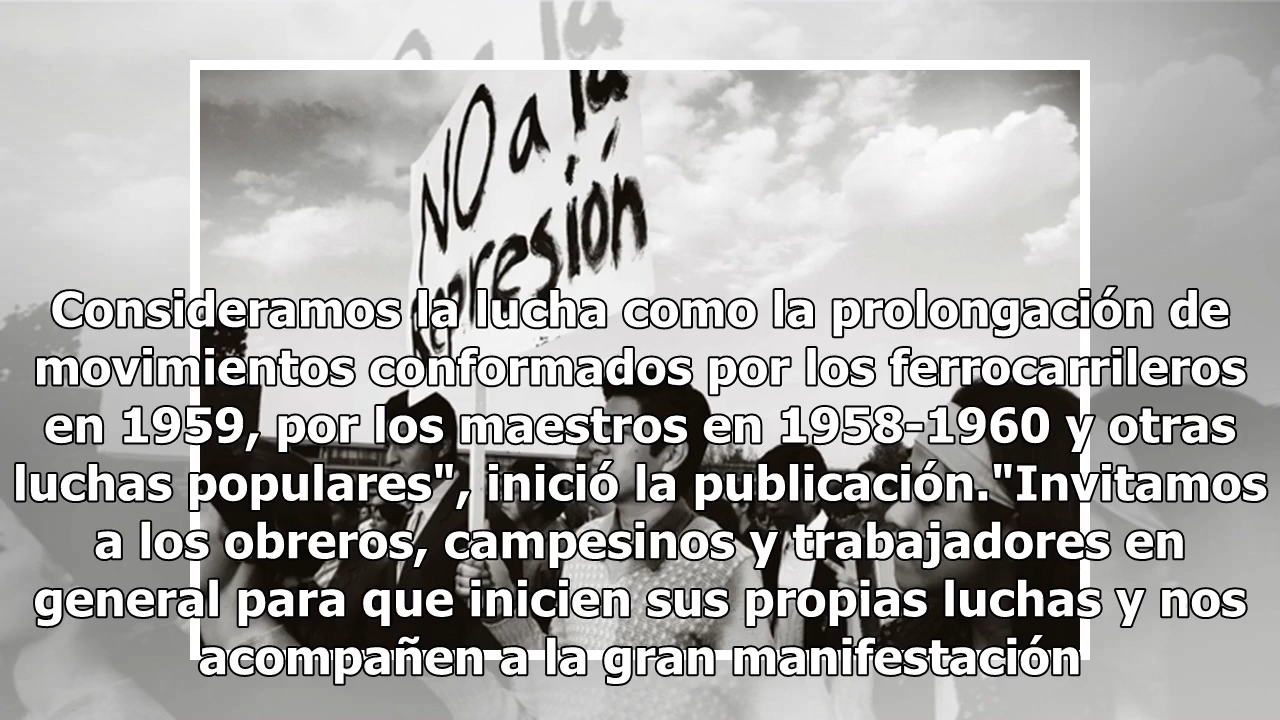 NO a la
represión
Consideramos la lucha como la prolongación de
movimientos conformados por los ferrocarrileros
en 1959, por los maestros en 1958-1960 y otras
luchas populares", inició la publicación."Invitamos
a los obreros, campesinos y trabajadores en
general para que inicien sus propias luchas y nos
acompañen a la gran manifestación